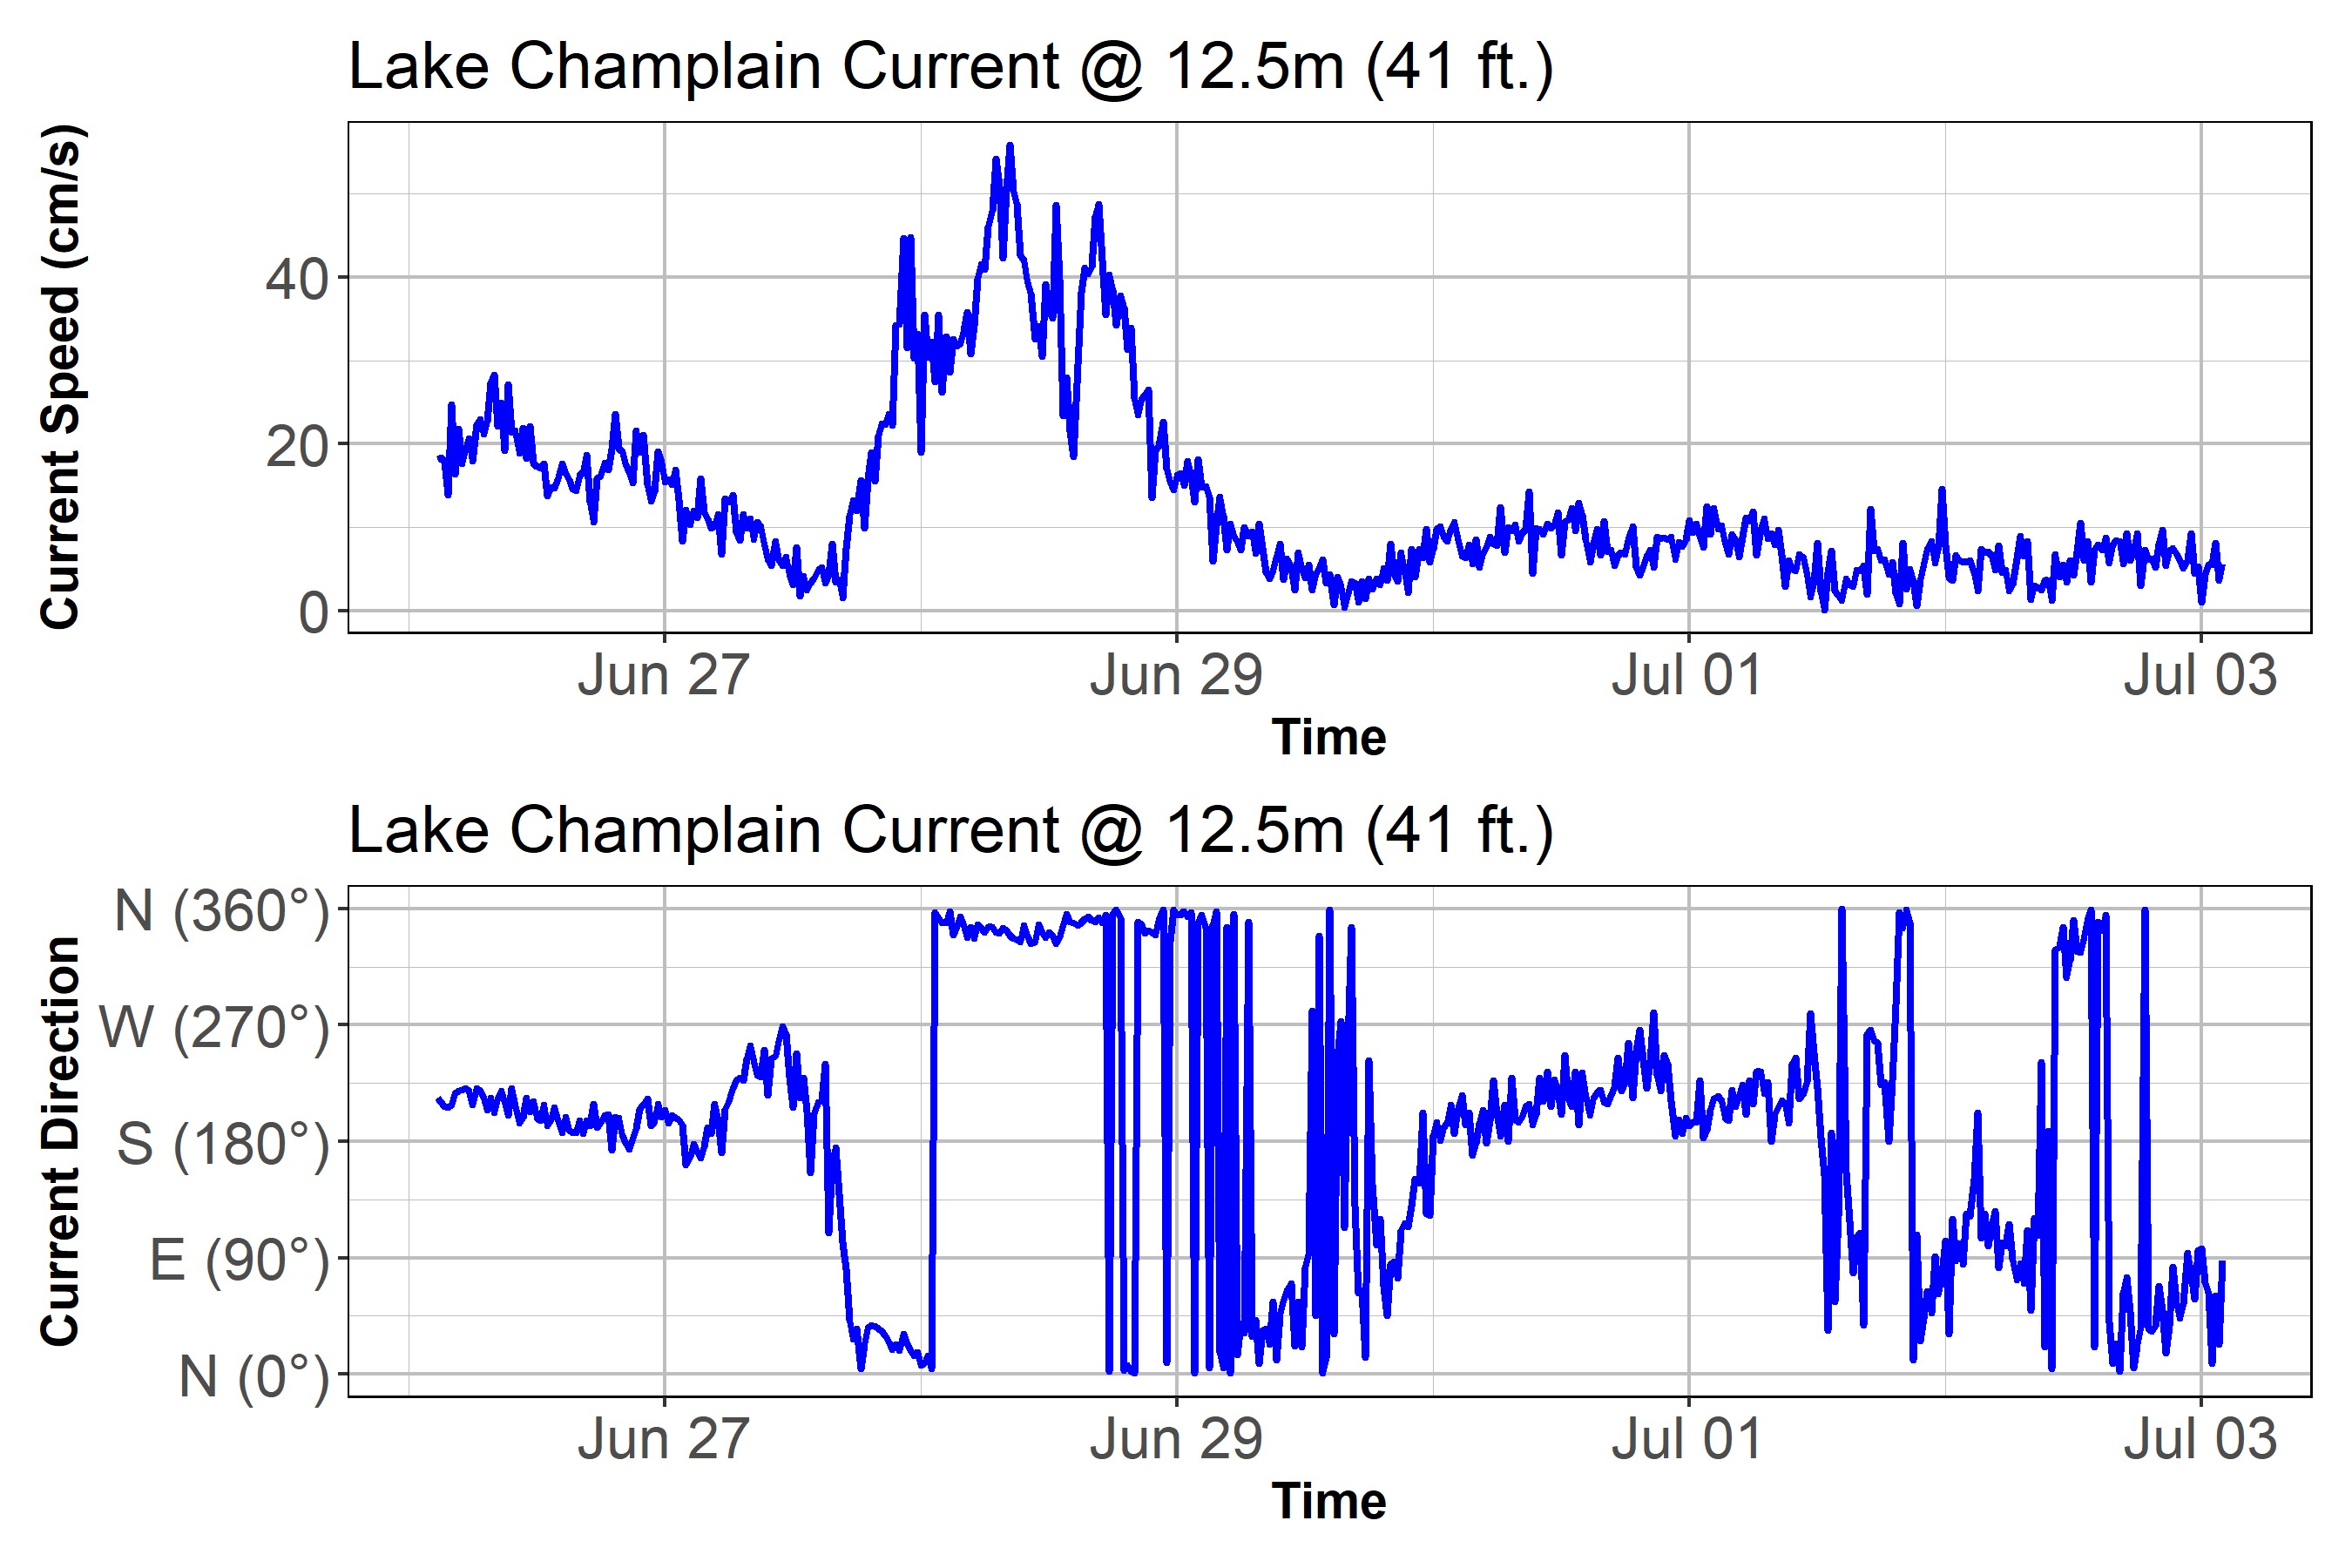 Lake Champlain Current @ 12.5m (41 ft.)
Current Speed (cm/s)
40
20
0
Jun 27 Jun 29 Jul 01 Jul 03
Time
Lake Champlain Current @ 12.5m (41 ft.)
Current Direction
N (360°)
W (270°)
S (180°)
E (90°)
N (0°)
Jun 27 Jun 29 Jul 01 Jul 03
Time